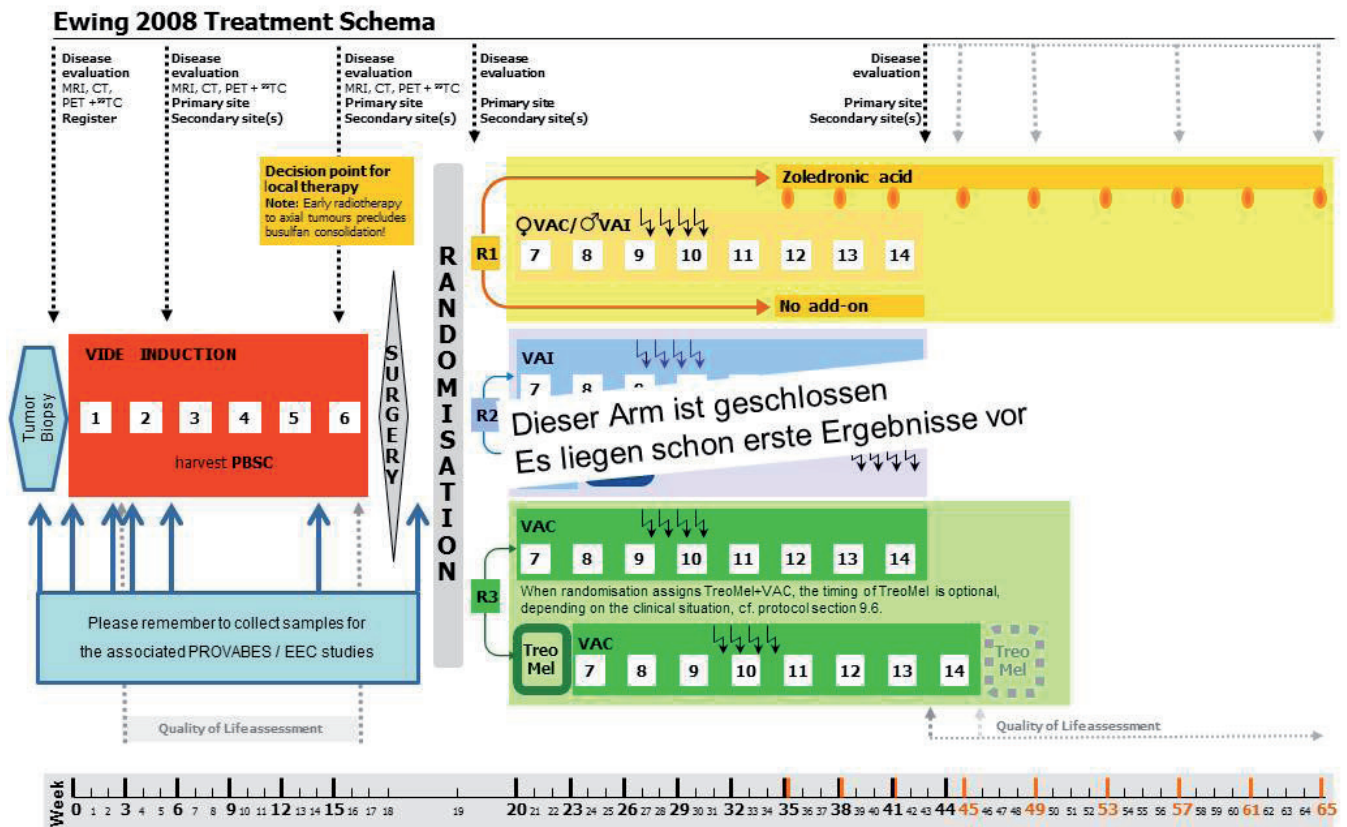 Ewing 2008 Treatment Schema
Disease
evaluation
MRI, CT,
PET +⁹⁹TC
Register
Disease
evaluation
MRI, CT, PET + ⁹⁹TC
Primary site
Secondary site(s)
Disease
evaluation
MRI, CT, PET + ⁹⁹TC
Primary site
Secondary site(s)
Disease
evaluation
Primary site
Secondary site(s)
Disease
evaluation
Primary site
Secondary site(s)
Decision point for
local therapy
Note: Early radiotherapy
to axial tumours precludes
busulfan consolidation!
Tumor
Biopsy
VIDE INDUCTION
1 2 3 4 5 6
harvest PBSC
SURGERY
RANDOMISATION
R1
Zoledronic acid
♀VAC/♂VAI
7 8 9 10 11 12 13 14
No add-on
R2
VAI
7 8
Dieser Arm ist geschlossen
Es liegen schon erste Ergebnisse vor
R3
VAC
7 8 9 10 11 12 13 14
When randomisation assigns TreoMel+VAC, the timing of TreoMel is optional,
depending on the clinical situation, cf. protocol section 9.6.
Treo
Mel
VAC
7 8 9 10 11 12 13 14
Treo
Mel
Please remember to collect samples for
the associated PROVABES / EEC studies
Quality of Life assessment
Quality of Life assessment
Week
0 1 2 3 4 5 6 7 8 9 10 11 12 13 14 15 16 17 18 19 20 21 22 23 24 25 26 27 28 29 30 31 32 33 34 35 36 37 38 39 40 41 42 43 44 45 46 47 48 49 50 51 52 53 54 55 56 57 58 59 60 61 62 63 64 65